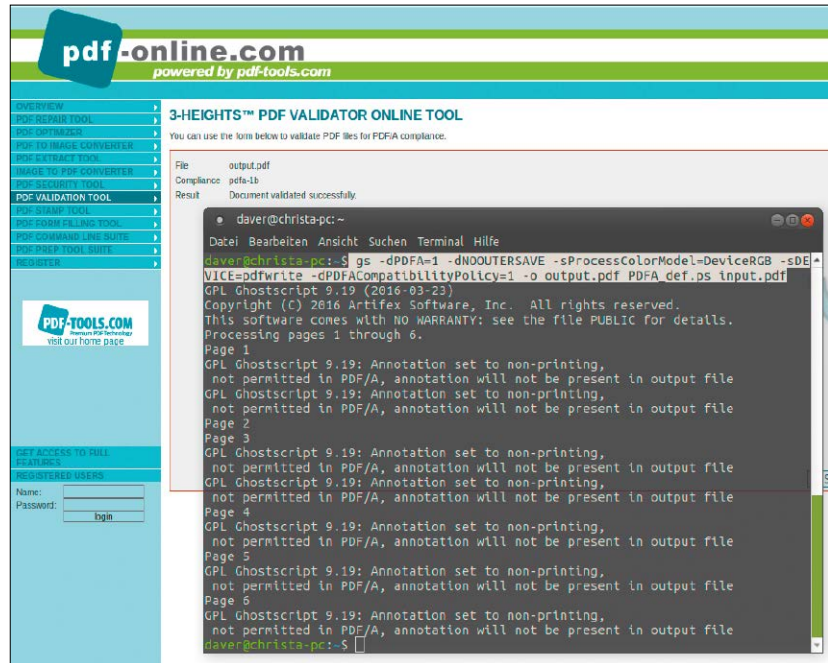 pdf-online.com
powered by pdf-tools.com
OVERVIEW
PDF REPAIR TOOL
PDF OPTIMIZER
PDF TO IMAGE CONVERTER
PDF EXTRACT TOOL
IMAGE TO PDF CONVERTER
PDF SECURITY TOOL
PDF VALIDATION TOOL
PDF STAMP TOOL
PDF FORM FILLING TOOL
PDF COMMAND LINE SUITE
PDF PREP TOOL SUITE
REGISTER
PDF-TOOLS.COM
Premium PDF Technology
visit our home page
GET ACCESS TO FULL
FEATURES
REGISTERED USERS
Name:
Password:
login
3-HEIGHTS™ PDF VALIDATOR ONLINE TOOL
You can use the form below to validate PDF files for PDF/A compliance.
File output.pdf
Compliance pdfa-1b
Result Document validated successfully.
daver@christa-pc: ~
Datei Bearbeiten Ansicht Suchen Terminal Hilfe
daver@christa-pc:~$ gs -dPDFA=1 -dNOOUTERSAVE -sProcessColorModel=DeviceRGB -sDE
VICE=pdfwrite -dPDFACompatibilityPolicy=1 -o output.pdf PDFA_def.ps input.pdf
GPL Ghostscript 9.19 (2016-03-23)
Copyright (C) 2016 Artifex Software, Inc.  All rights reserved.
This software comes with NO WARRANTY: see the file PUBLIC for details.
Processing pages 1 through 6.
Page 1
GPL Ghostscript 9.19: Annotation set to non-printing,
 not permitted in PDF/A, annotation will not be present in output file
GPL Ghostscript 9.19: Annotation set to non-printing,
 not permitted in PDF/A, annotation will not be present in output file
Page 2
Page 3
GPL Ghostscript 9.19: Annotation set to non-printing,
 not permitted in PDF/A, annotation will not be present in output file
GPL Ghostscript 9.19: Annotation set to non-printing,
 not permitted in PDF/A, annotation will not be present in output file
Page 4
GPL Ghostscript 9.19: Annotation set to non-printing,
 not permitted in PDF/A, annotation will not be present in output file
Page 5
GPL Ghostscript 9.19: Annotation set to non-printing,
 not permitted in PDF/A, annotation will not be present in output file
Page 6
GPL Ghostscript 9.19: Annotation set to non-printing,
 not permitted in PDF/A, annotation will not be present in output file
daver@christa-pc:~$